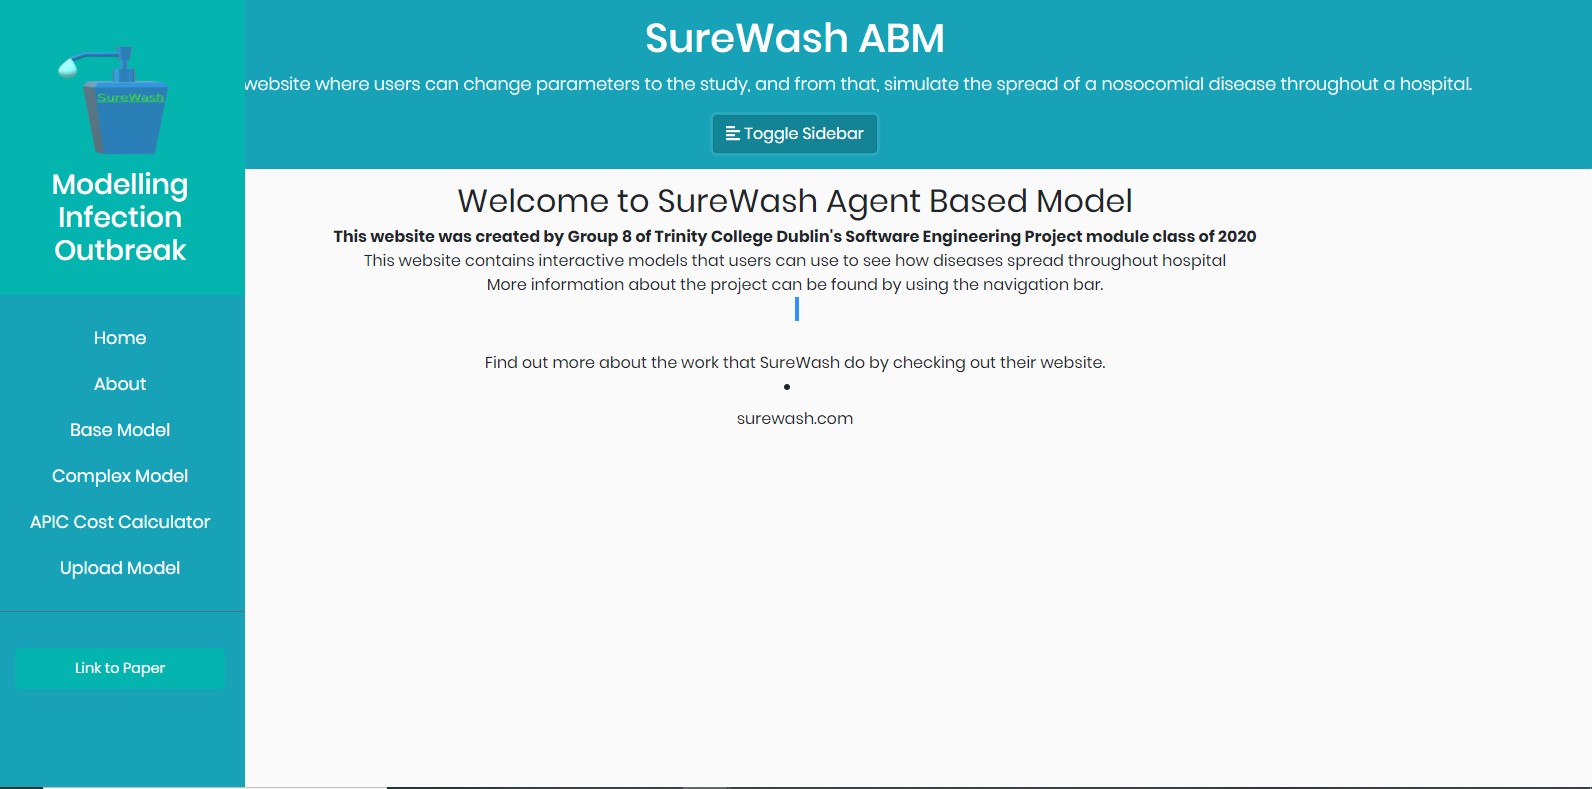 SureWash ABM
website where users can change parameters to the study, and from that, simulate the spread of a nosocomial disease throughout a hospital.
Toggle Sidebar
SureWash
Modelling
Infection
Outbreak
Home
About
Base Model
Complex Model
APIC Cost Calculator
Upload Model
Link to Paper
Welcome to SureWash Agent Based Model
This website was created by Group 8 of Trinity College Dublin's Software Engineering Project module class of 2020
This website contains interactive models that users can use to see how diseases spread throughout hospital
More information about the project can be found by using the navigation bar.
Find out more about the work that SureWash do by checking out their website.
•
surewash.com